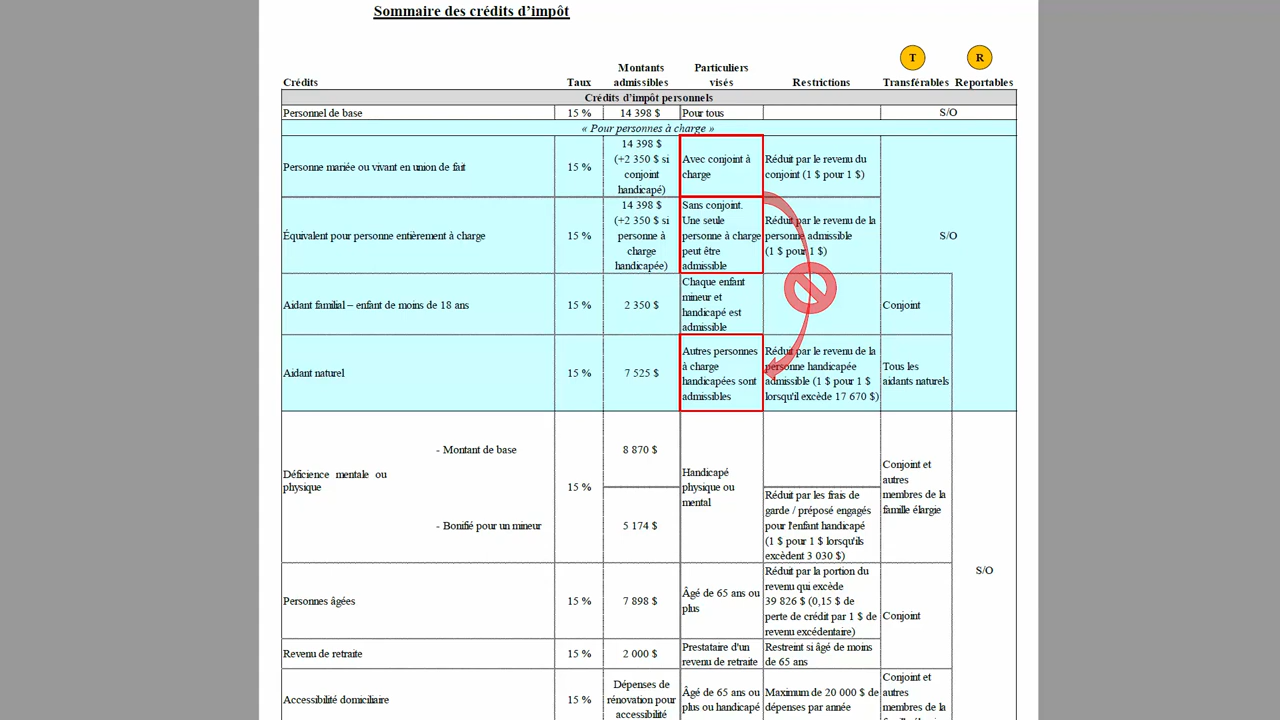 Sommaire des crédits d'impôt
T
R
Crédits
Taux
Montants
admissibles
Particuliers
visés
Restrictions
Transférables
Reportables
Crédits d'impôt personnels
Personnel de base
15 %
14 398 $
Pour tous
S/O
« Pour personnes à charge »
Personne mariée ou vivant en union de fait
15 %
14 398 $
(+2 350 $ si
conjoint
handicapé)
Avec conjoint à
charge
Réduit par le revenu du
conjoint (1 $ pour 1 $)
Équivalent pour personne entièrement à charge
15 %
14 398 $
(+2 350 $ si
personne à
charge
handicapée)
Sans conjoint.
Une seule
personne à charge
peut être
admissible
Réduit par le revenu de la
personne admissible
(1 $ pour 1 $)
S/O
Aidant familial – enfant de moins de 18 ans
15 %
2 350 $
Chaque enfant
mineur et
handicapé est
admissible
Conjoint
Aidant naturel
15 %
7 525 $
Autres personnes
à charge
handicapées sont
admissibles
Réduit par le revenu de la
personne handicapée
admissible (1 $ pour 1 $
lorsqu'il excède 17 670 $)
Tous les
aidants naturels
Déficience mentale ou
physique
- Montant de base
8 870 $
- Bonifié pour un mineur
5 174 $
15 %
Handicapé
physique ou
mental
Réduit par les frais de
garde / préposé engagés
pour l'enfant handicapé
(1 $ pour 1 $ lorsqu'ils
excèdent 3 030 $)
Conjoint et
autres
membres de la
famille élargie
S/O
Personnes âgées
15 %
7 898 $
Âgé de 65 ans ou
plus
Réduit par la portion du
revenu qui excède
39 826 $ (0,15 $ de
perte de crédit par 1 $ de
revenu excédentaire)
Conjoint
Revenu de retraite
15 %
2 000 $
Prestataire d'un
revenu de retraite
Restreint si âgé de moins
de 65 ans
Accessibilité domiciliaire
15 %
Dépenses de
rénovation pour
accessibilité
Âgé de 65 ans ou
plus ou handicapé
Maximum de 20 000 $ de
dépenses par année
Conjoint et
autres
membres de la
famille élargie